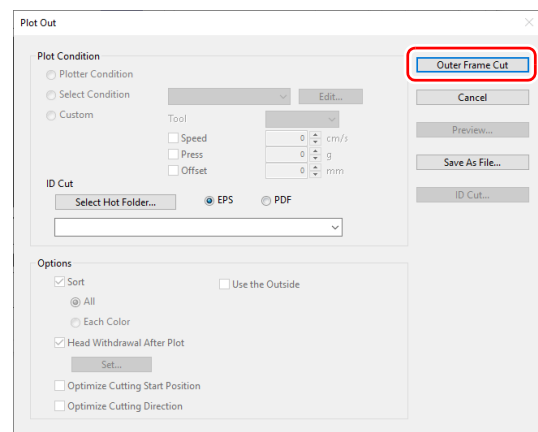 Plot Out
Plot Condition
Plotter Condition
Select Condition
Edit...
Custom
Tool
Speed
0
cm/s
Press
0
g
Offset
0
mm
ID Cut
Select Hot Folder...
EPS
PDF
Options
Sort
Use the Outside
All
Each Color
Head Withdrawal After Plot
Set...
Optimize Cutting Start Position
Optimize Cutting Direction
Outer Frame Cut
Cancel
Preview...
Save As File...
ID Cut...